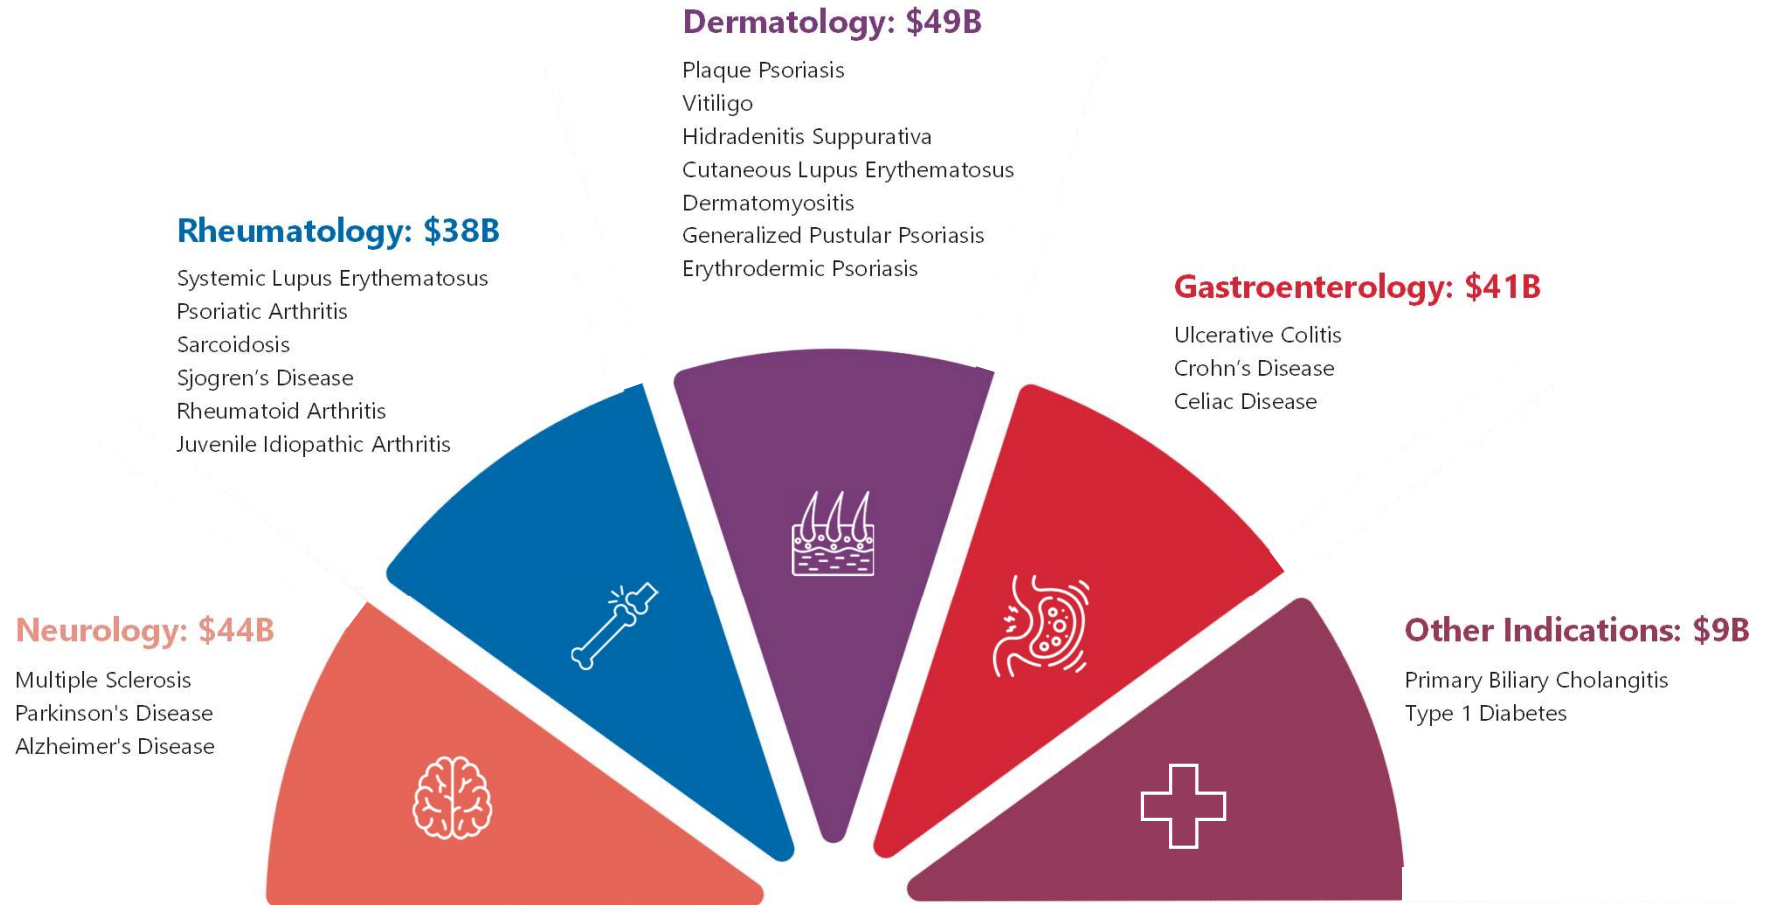 Dermatology: $49B
Plaque Psoriasis
Vitiligo
Hidradenitis Suppurativa
Cutaneous Lupus Erythematosus
Dermatomyositis
Generalized Pustular Psoriasis
Erythrodermic Psoriasis
Rheumatology: $38B
Systemic Lupus Erythematosus
Psoriatic Arthritis
Sarcoidosis
Sjogren’s Disease
Rheumatoid Arthritis
Juvenile Idiopathic Arthritis
Gastroenterology: $41B
Ulcerative Colitis
Crohn’s Disease
Celiac Disease
Neurology: $44B
Multiple Sclerosis
Parkinson's Disease
Alzheimer's Disease
Other Indications: $9B
Primary Biliary Cholangitis
Type 1 Diabetes